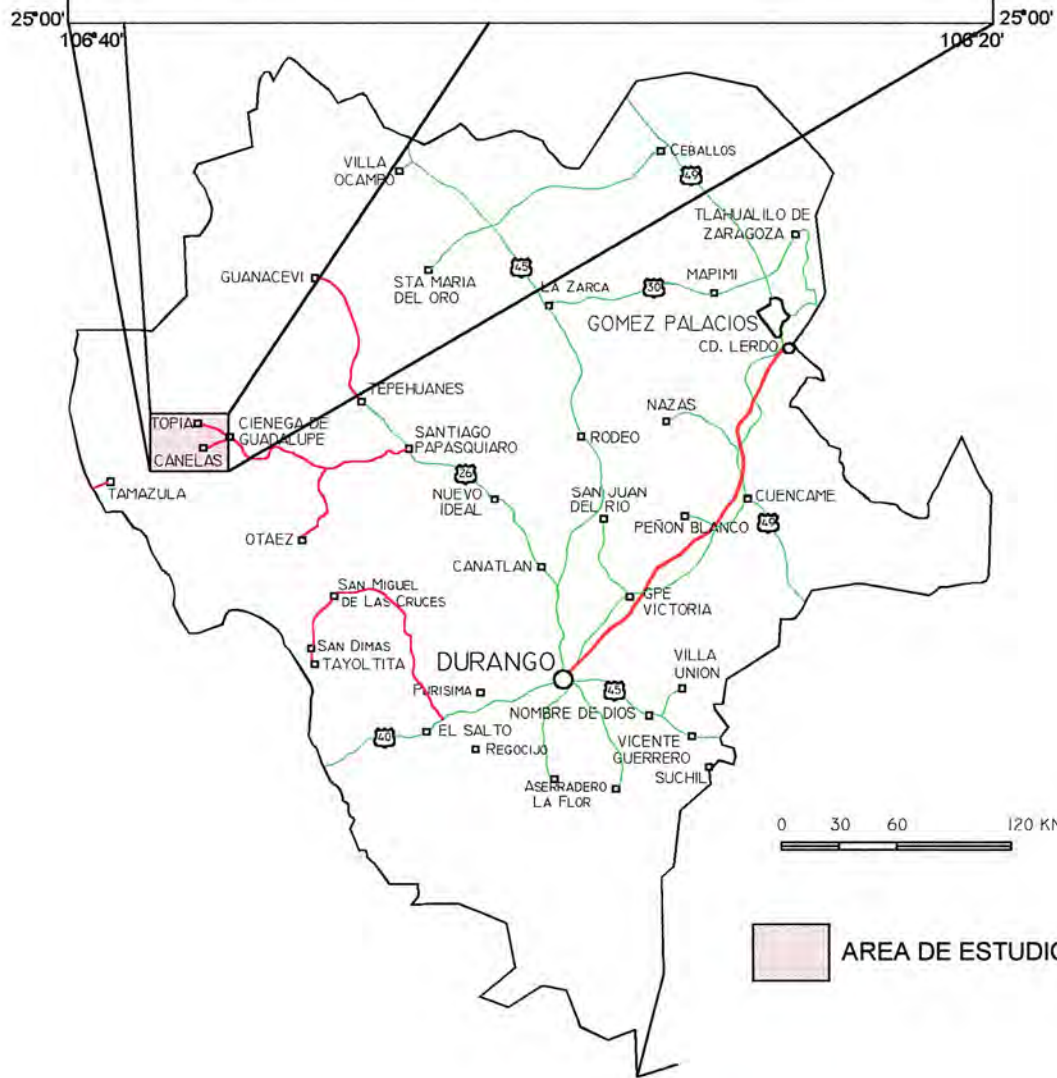 25°00'
25°00'
106°40'
106°20'
CEBALLOS
VILLA
OCAMPO
49
TLAHUALILO DE
ZARAGOZA
GUANACEVI
STA MARIA
DEL ORO
45
LA ZARCA
30
MAPIMI
GOMEZ PALACIOS
CD. LERDO
TEPEHUANES
NAZAS
TOPIA
CIENEGA DE
GUADALUPE
SANTIAGO
PAPASQUIARO
RODEO
CANELAS
TAMAZULA
26
NUEVO
IDEAL
SAN JUAN
DEL RIO
CUENCAME
PEÑON BLANCO
49
OTAEZ
CANATLAN
SAN MIGUEL
DE LAS CRUCES
GPE
VICTORIA
SAN DIMAS
TAYOLTITA
DURANGO
VILLA
UNION
PURISIMA
45
NOMBRE DE DIOS
40
EL SALTO
REGOCIJO
VICENTE
GUERRERO
SUCHIL
ASERRADERO
LA FLOR
0 30 60 120 KM
AREA DE ESTUDIO